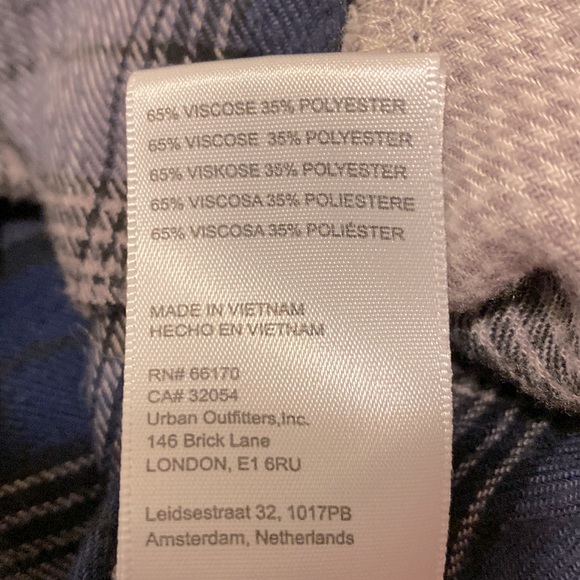 65% VISCOSE 35% POLYESTER
65% VISCOSE 35% POLYESTER
65% VISKOSE 35% POLYESTER
65% VISCOSA 35% POLIESTERE
65% VISCOSA 35% POLIÉSTER
MADE IN VIETNAM
HECHO EN VIETNAM
RN# 66170
CA# 32054
Urban Outfitters,Inc.
146 Brick Lane
LONDON, E1 6RU
Leidsestraat 32, 1017PB
Amsterdam, Netherlands